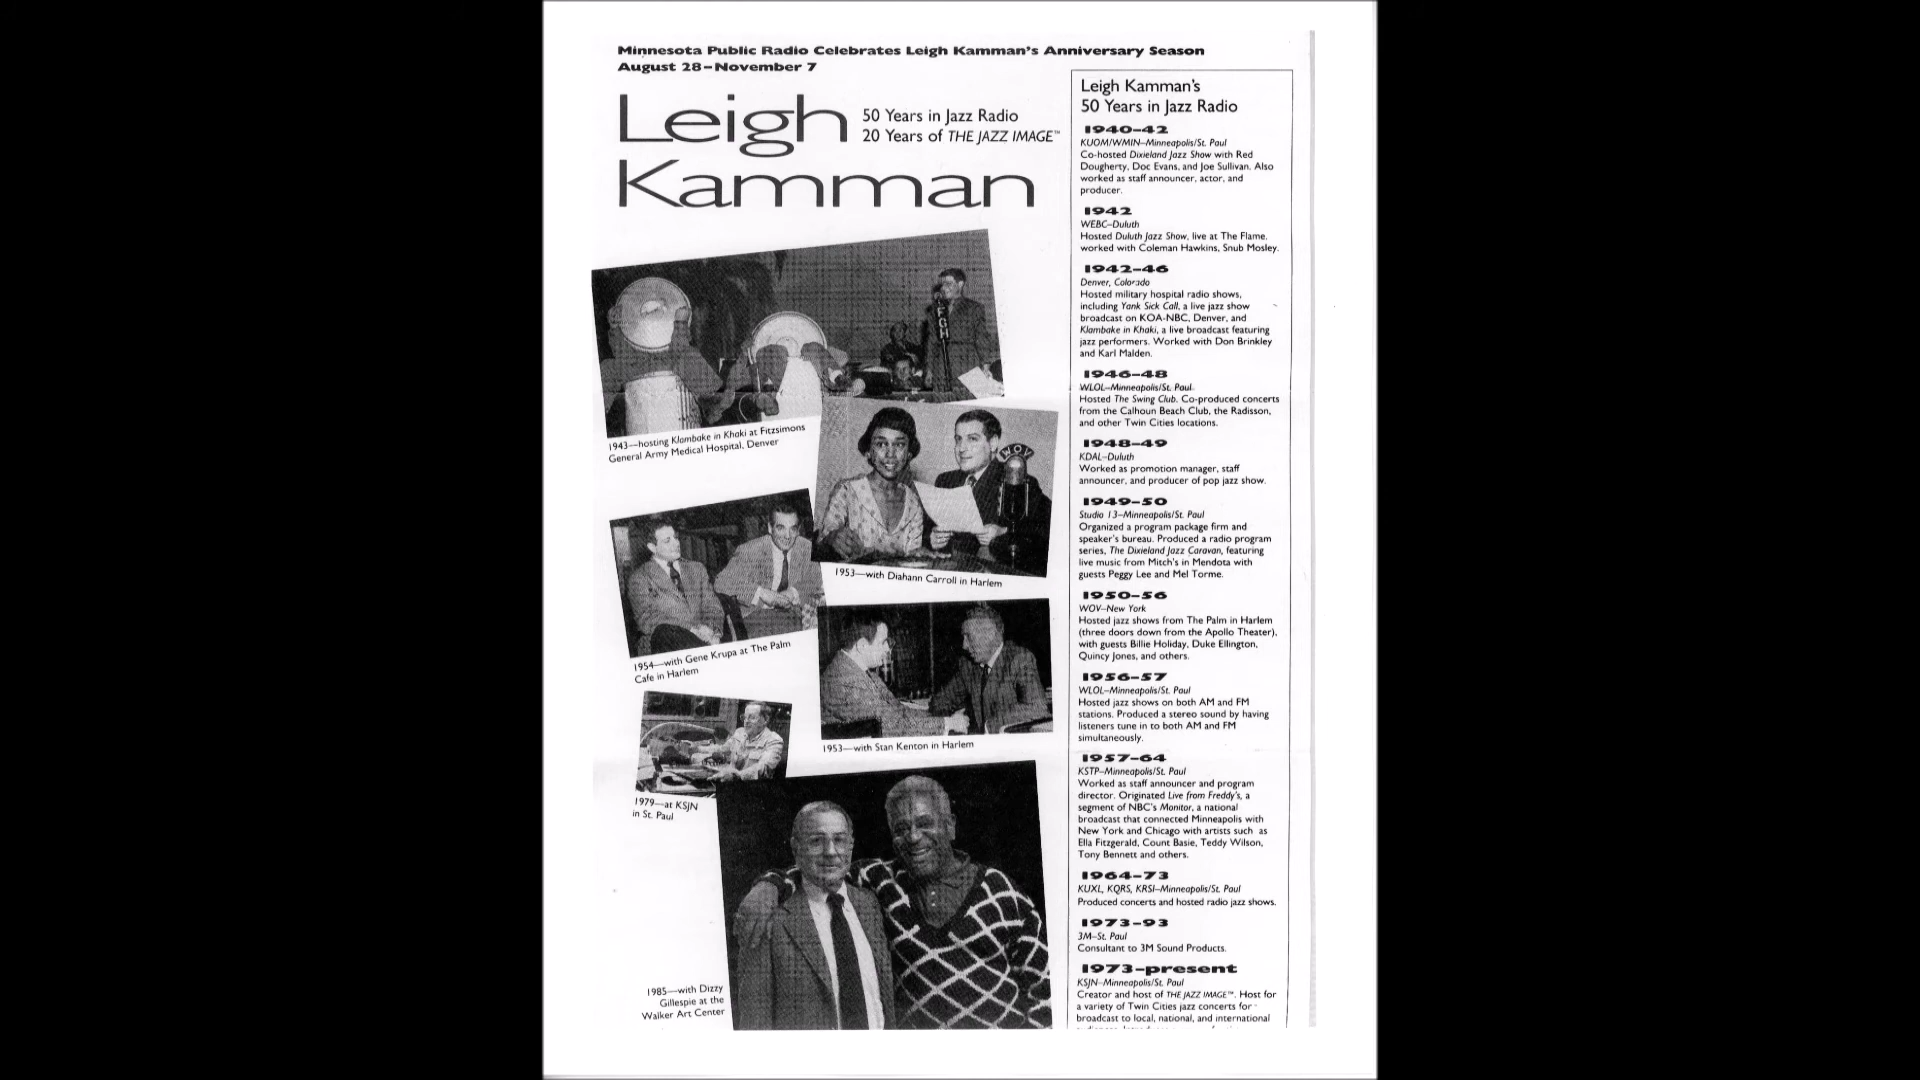 Minnesota Public Radio Celebrates Leigh Kamman's Anniversary Season
August 28–November 7
Leigh
Kamman
50 Years in Jazz Radio
20 Years of THE JAZZ IMAGE™
FGH
1943—hosting Klambake in Khaki at Fitzsimons
General Army Medical Hospital, Denver
WOV
1953—with Diahann Carroll in Harlem
1954—with Gene Krupa at The Palm
Cafe in Harlem
1953—with Stan Kenton in Harlem
1979—at KSJN
in St. Paul
1985—with Dizzy
Gillespie at the
Walker Art Center
Leigh Kamman's
50 Years in Jazz Radio
1940–42
KUOM/WMIN–Minneapolis/St. Paul
Co-hosted Dixieland Jazz Show with Red
Dougherty, Doc Evans, and Joe Sullivan. Also
worked as staff announcer, actor, and
producer.
1942
WEBC–Duluth
Hosted Duluth Jazz Show, live at The Flame.
worked with Coleman Hawkins, Snub Mosley.
1942–46
Denver, Colorado
Hosted military hospital radio shows,
including Yank Sick Call, a live jazz show
broadcast on KOA-NBC, Denver, and
Klambake in Khaki, a live broadcast featuring
jazz performers. Worked with Don Brinkley
and Karl Malden.
1946–48
WLOL–Minneapolis/St. Paul
Hosted The Swing Club. Co-produced concerts
from the Calhoun Beach Club, the Radisson,
and other Twin Cities locations.
1948–49
KDAL–Duluth
Worked as promotion manager, staff
announcer, and producer of pop jazz show.
1949–50
Studio 13–Minneapolis/St. Paul
Organized a program package firm and
speaker's bureau. Produced a radio program
series, The Dixieland Jazz Caravan, featuring
live music from Mitch's in Mendota with
guests Peggy Lee and Mel Torme.
1950–56
WOV–New York
Hosted jazz shows from The Palm in Harlem
(three doors down from the Apollo Theater),
with guests Billie Holiday, Duke Ellington,
Quincy Jones, and others.
1956–57
WLOL–Minneapolis/St. Paul
Hosted jazz shows on both AM and FM
stations. Produced a stereo sound by having
listeners tune in to both AM and FM
simultaneously.
1957–64
KSTP–Minneapolis/St. Paul
Worked as staff announcer and program
director. Originated Live from Freddy's, a
segment of NBC's Monitor, a national
broadcast that connected Minneapolis with
New York and Chicago with artists such as
Ella Fitzgerald, Count Basie, Teddy Wilson,
Tony Bennett and others.
1964–73
KUXL, KQRS, KRSI–Minneapolis/St. Paul
Produced concerts and hosted radio jazz shows.
1973–93
3M–St. Paul
Consultant to 3M Sound Products.
1973–present
KSJN–Minneapolis/St. Paul
Creator and host of THE JAZZ IMAGE™. Host for
a variety of Twin Cities jazz concerts for
broadcast to local, national, and international